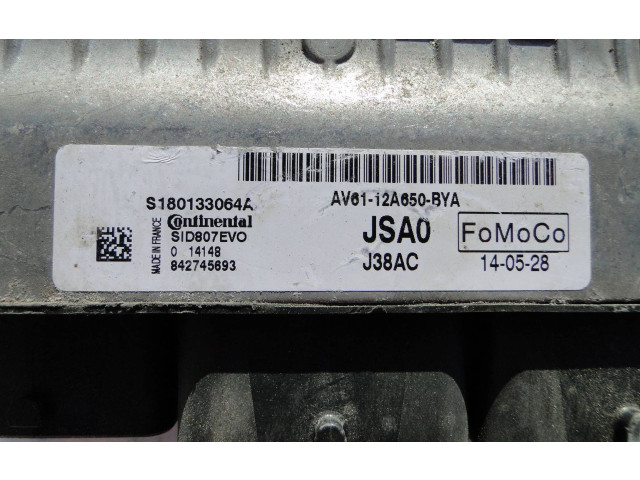 S180133064A
AV61-12A650-BYA
MADE IN FRANCE
Continental
SID807EVO
0 14148
842745693
JSA0
FoMoCo
J38AC
14-05-28